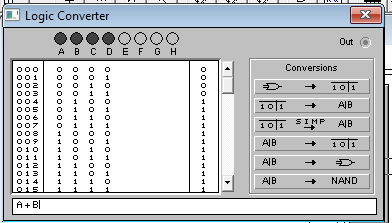 Logic Converter
A B C D E F G H
Out
000 0 0 0 0 0
001 0 0 0 1 0
002 0 0 1 0 0
003 0 0 1 1 0
004 0 1 0 0 1
005 0 1 0 1 1
006 0 1 1 0 1
007 0 1 1 1 1
008 1 0 0 0 1
009 1 0 0 1 1
010 1 0 1 0 1
011 1 0 1 1 1
012 1 1 0 0 1
013 1 1 0 1 1
014 1 1 1 0 1
015 1 1 1 1 1
Conversions
→ 1 0 | 1
1 0 | 1 → A|B
1 0 | 1 SIMP → A|B
A|B → 1 0 | 1
A|B →
A|B → NAND
A+B